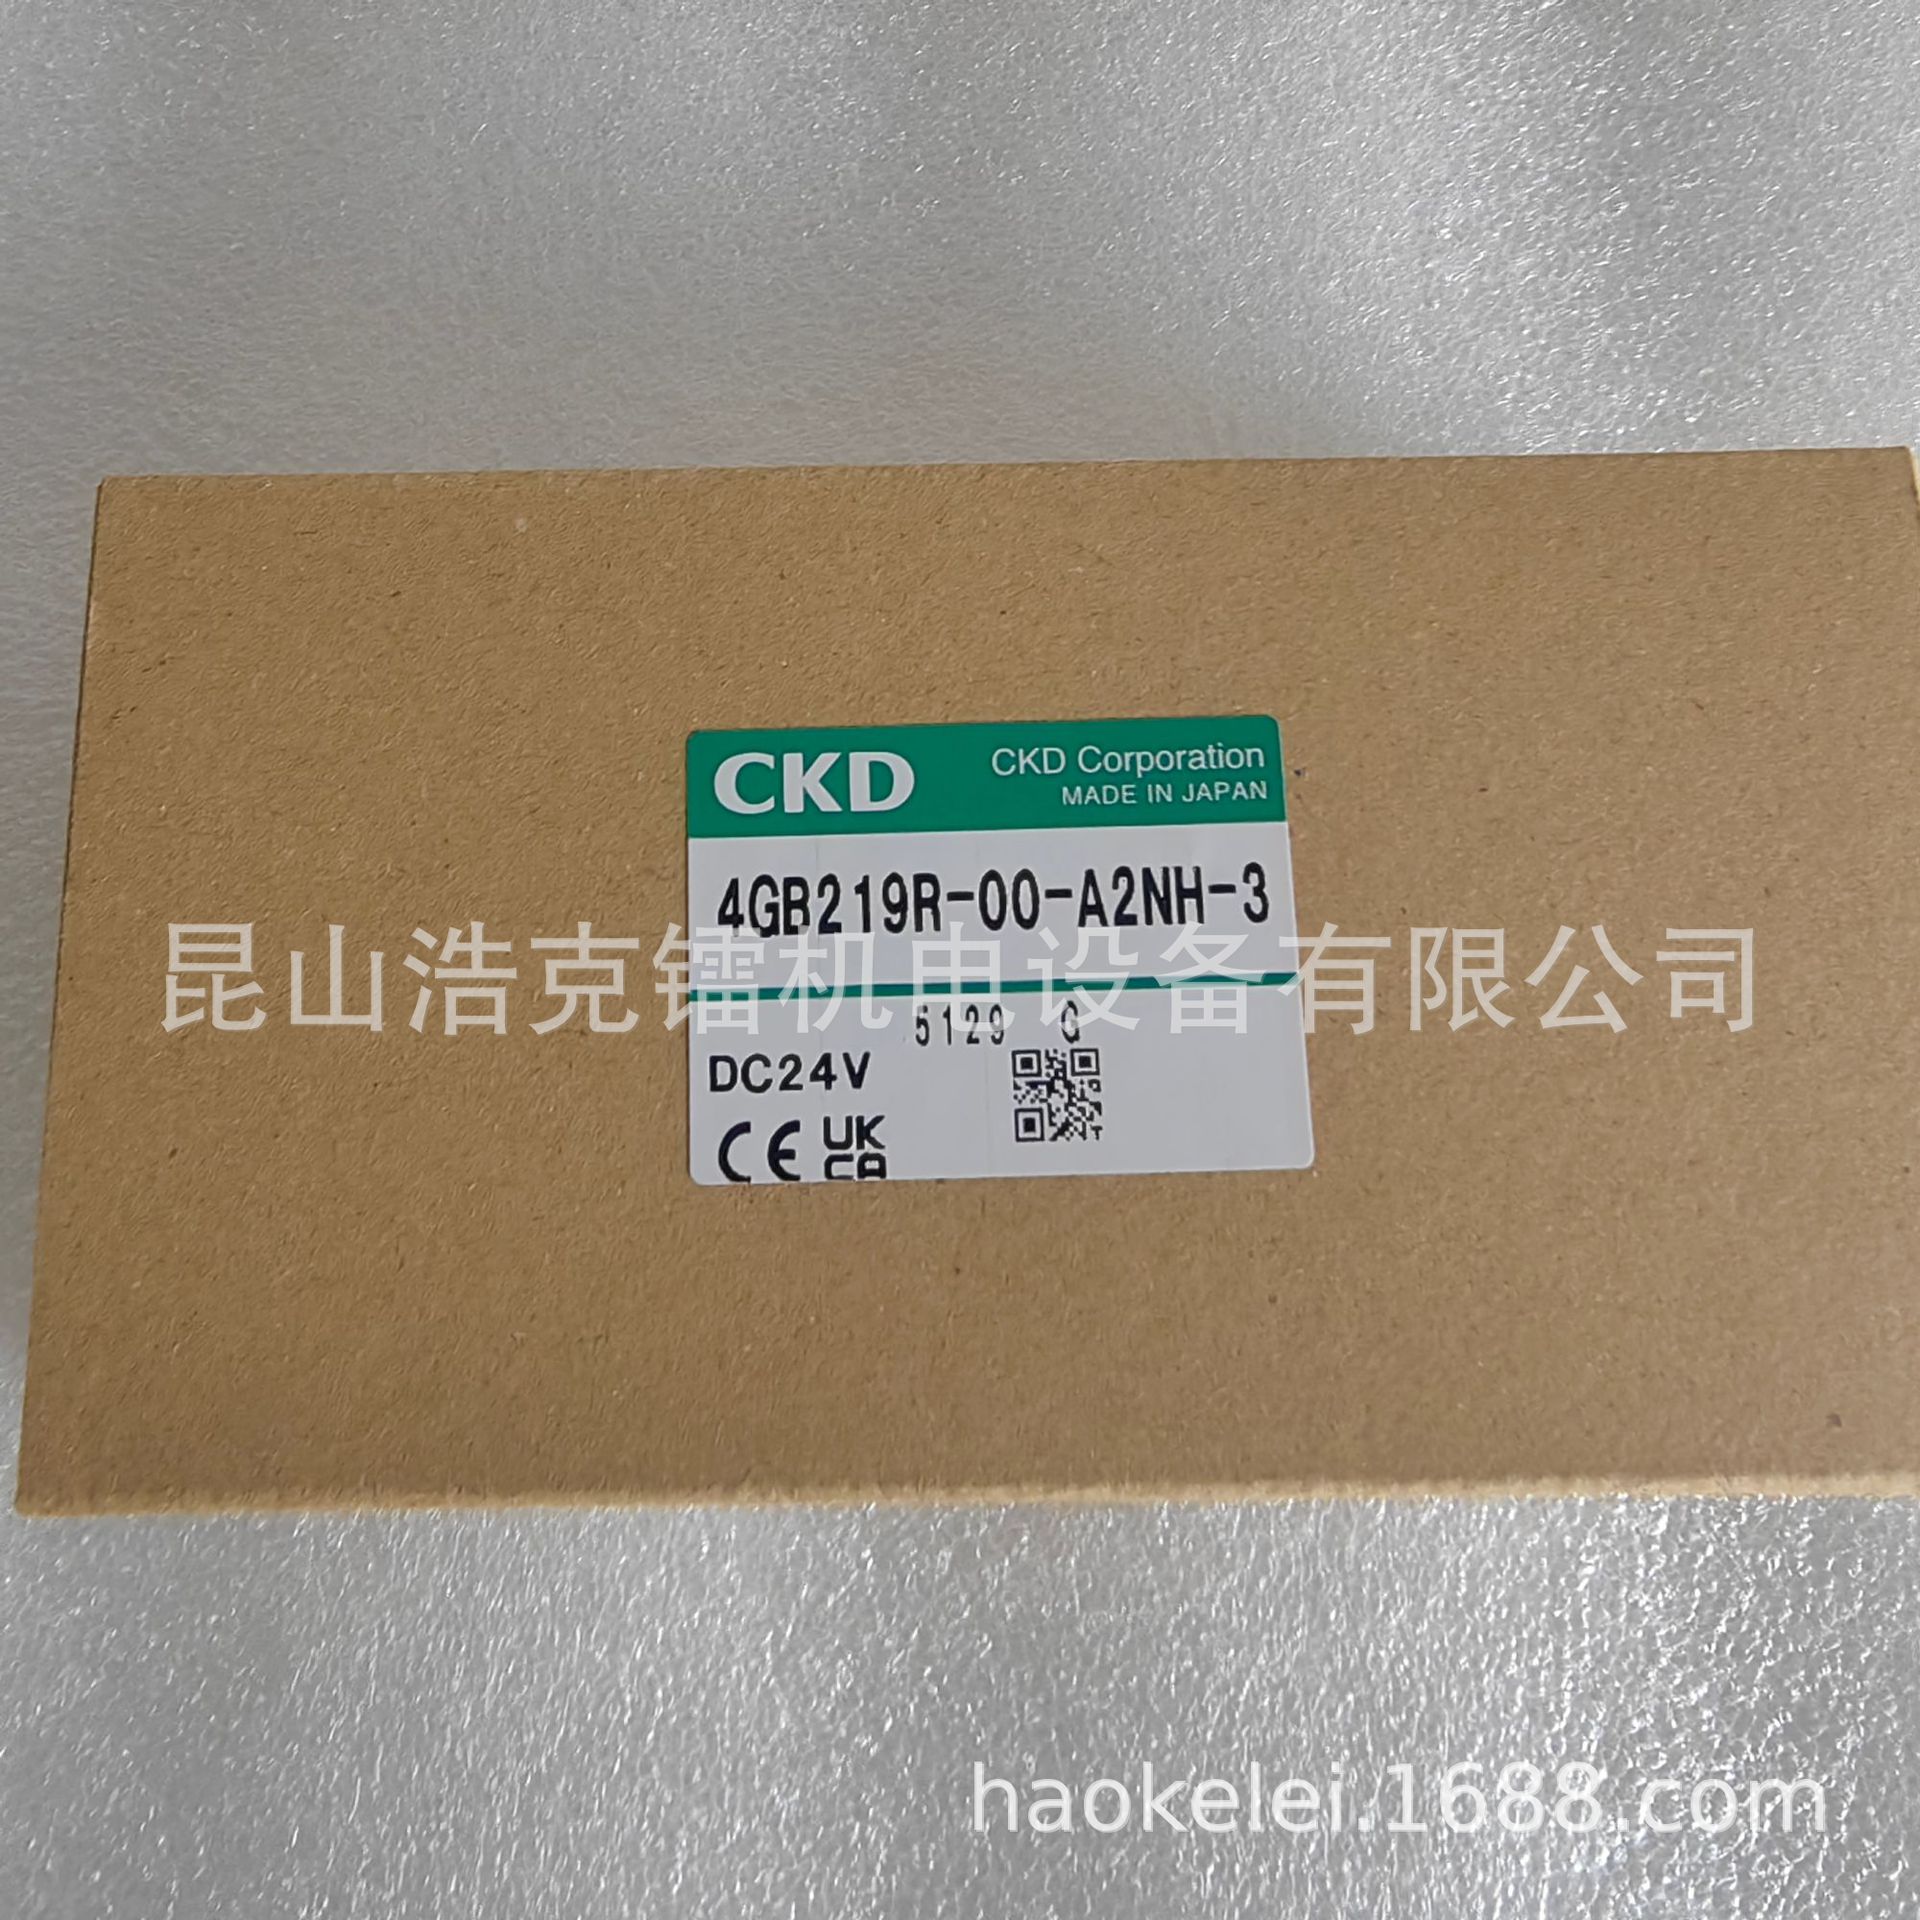 CKD
CKD Corporation
MADE IN JAPAN
4GB219R-00-A2NH-3
昆山浩克镭机电设备有限公司
5129 G
DC24V
CE UK
CA
haokelei.1688.com